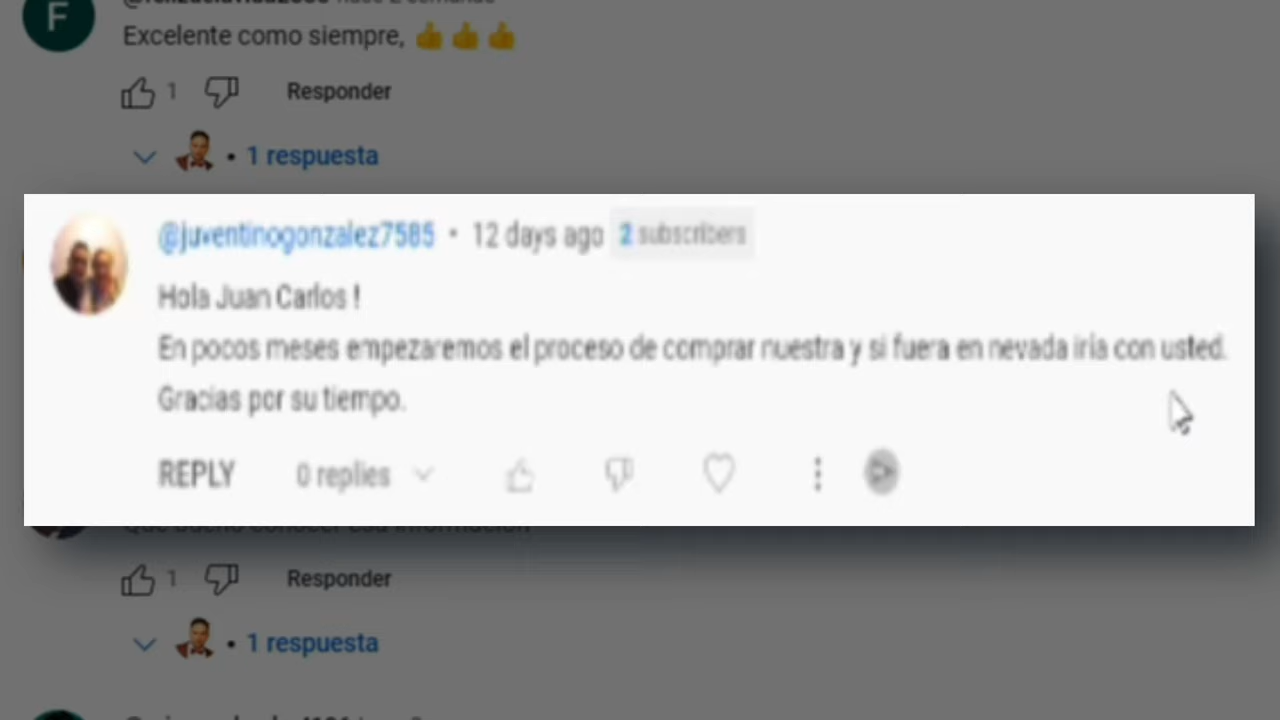 Excelente como siempre, 👍👍👍
1 Responder
1 respuesta
@juventinogonzalez7585 • 12 days ago 2 subscribers
Hola Juan Carlos !
En pocos meses empezaremos el proceso de comprar nuestra y si fuera en nevada iría con usted.
Gracias por su tiempo.
REPLY 0 replies
1 Responder
1 respuesta